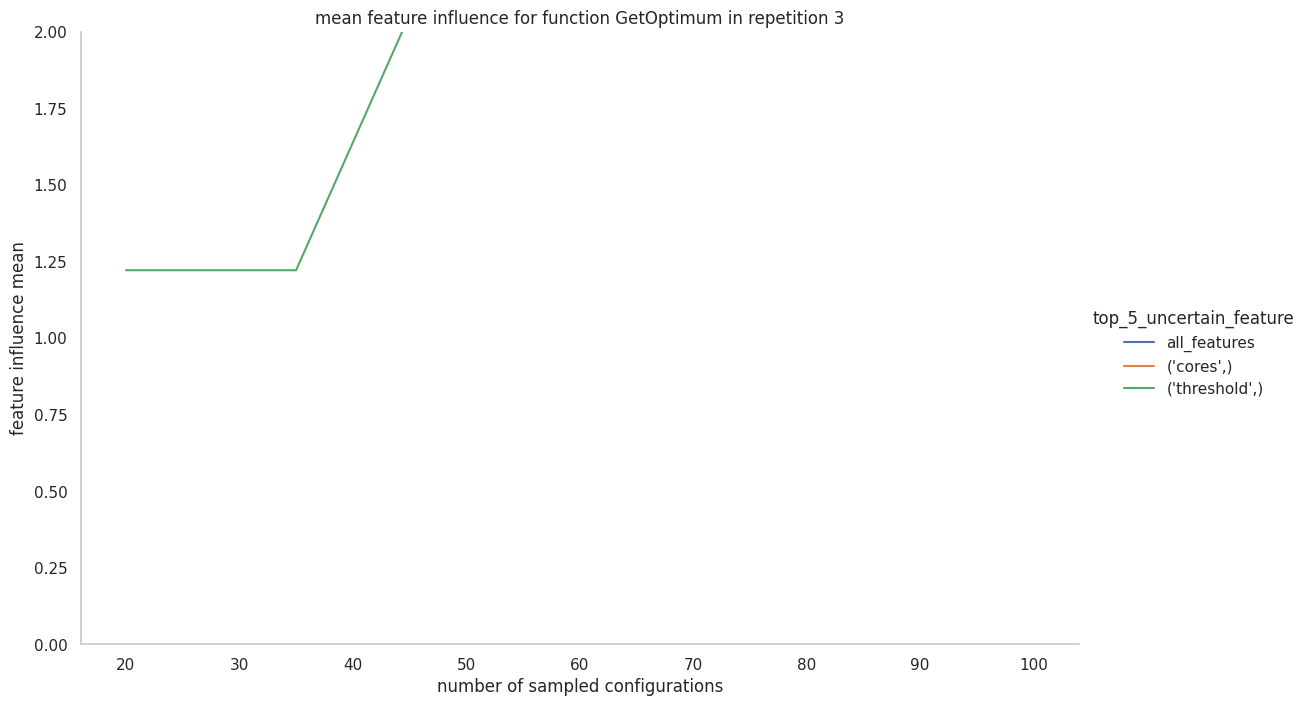 mean feature influence for function GetOptimum in repetition 3
2.00
1.75
1.50
1.25
1.00
0.75
0.50
0.25
0.00
feature influence mean
20 30 40 50 60 70 80 90 100
number of sampled configurations
top_5_uncertain_feature
all_features
('cores',)
('threshold',)